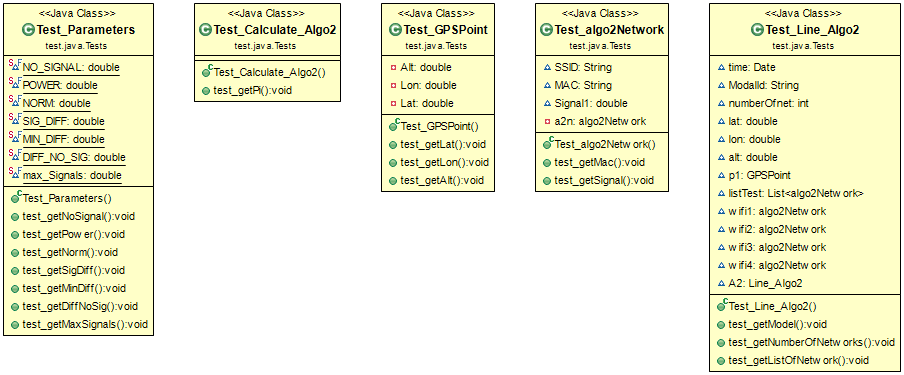 <<Java Class>>
Test_Parameters
test.java.Tests
NO_SIGNAL: double
POWER: double
NORM: double
SIG_DIFF: double
MIN_DIFF: double
DIFF_NO_SIG: double
max_Signals: double
Test_Parameters()
test_getNoSignal():void
test_getPower():void
test_getNorm():void
test_getSigDiff():void
test_getMinDiff():void
test_getDiffNoSig():void
test_getMaxSignals():void
<<Java Class>>
Test_Calculate_Algo2
test.java.Tests
Test_Calculate_Algo2()
test_getPi():void
<<Java Class>>
Test_GPSPoint
test.java.Tests
Alt: double
Lon: double
Lat: double
Test_GPSPoint()
test_getLat():void
test_getLon():void
test_getAlt():void
<<Java Class>>
Test_algo2Network
test.java.Tests
SSID: String
MAC: String
Signal1: double
a2n: algo2Network
Test_algo2Network()
test_getMac():void
test_getSignal():void
<<Java Class>>
Test_Line_Algo2
test.java.Tests
time: Date
ModalId: String
numberOfnet: int
lat: double
lon: double
alt: double
p1: GPSPoint
listTest: List<algo2Network>
wifi1: algo2Network
wifi2: algo2Network
wifi3: algo2Network
wifi4: algo2Network
A2: Line_Algo2
Test_Line_Algo2()
test_getModel():void
test_getNumberOfNetworks():void
test_getListOfNetwork():void